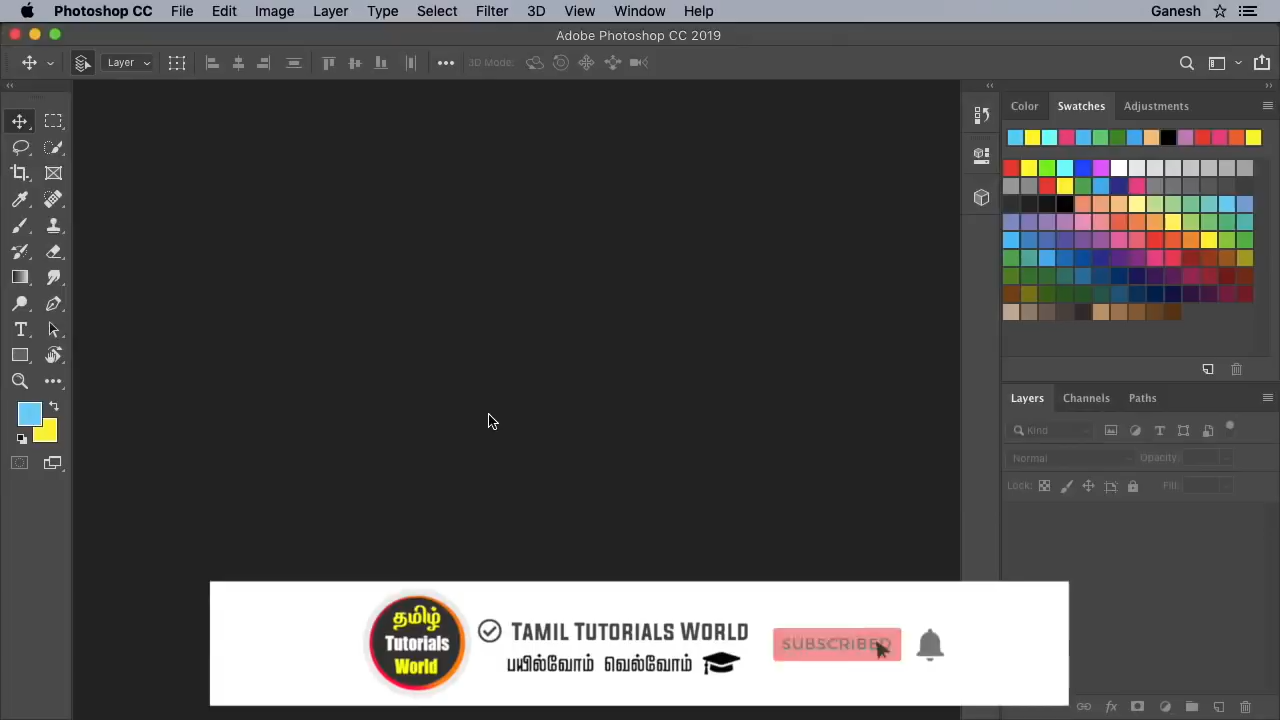 Photoshop CC File Edit Image Layer Type Select Filter 3D View Window Help Ganesh
Adobe Photoshop CC 2019
Layer 3D Mode:
Color Swatches Adjustments
Layers Channels Paths
Kind
Normal Opacity:
Lock: Fill:
தமிழ்
Tutorials
World
TAMIL TUTORIALS WORLD
பயில்வோம் வெல்வோம்
SUBSCRIBED